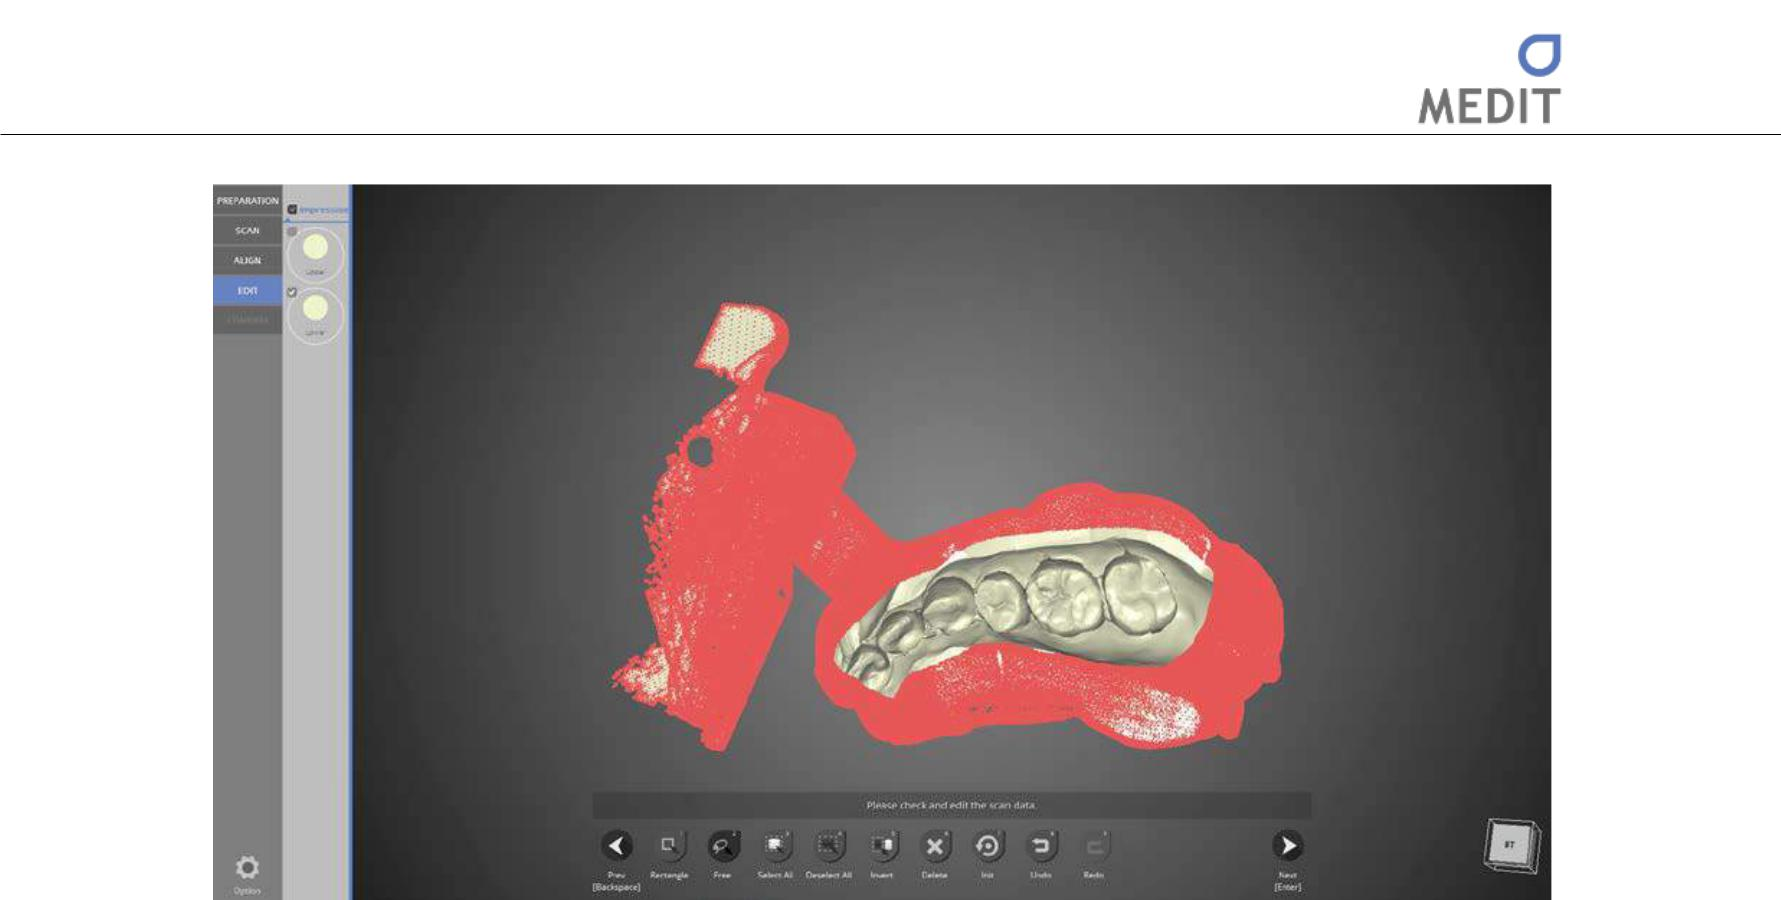 MEDIT
PREPARATION
SCAN
ALIGN
EDIT
Impression
Please check and edit the scan data.
Prev
[Backspace]
Rectangle
Free
Select All
Deselect All
Invert
Delete
Init
Undo
Redo
Next
[Enter]
Option